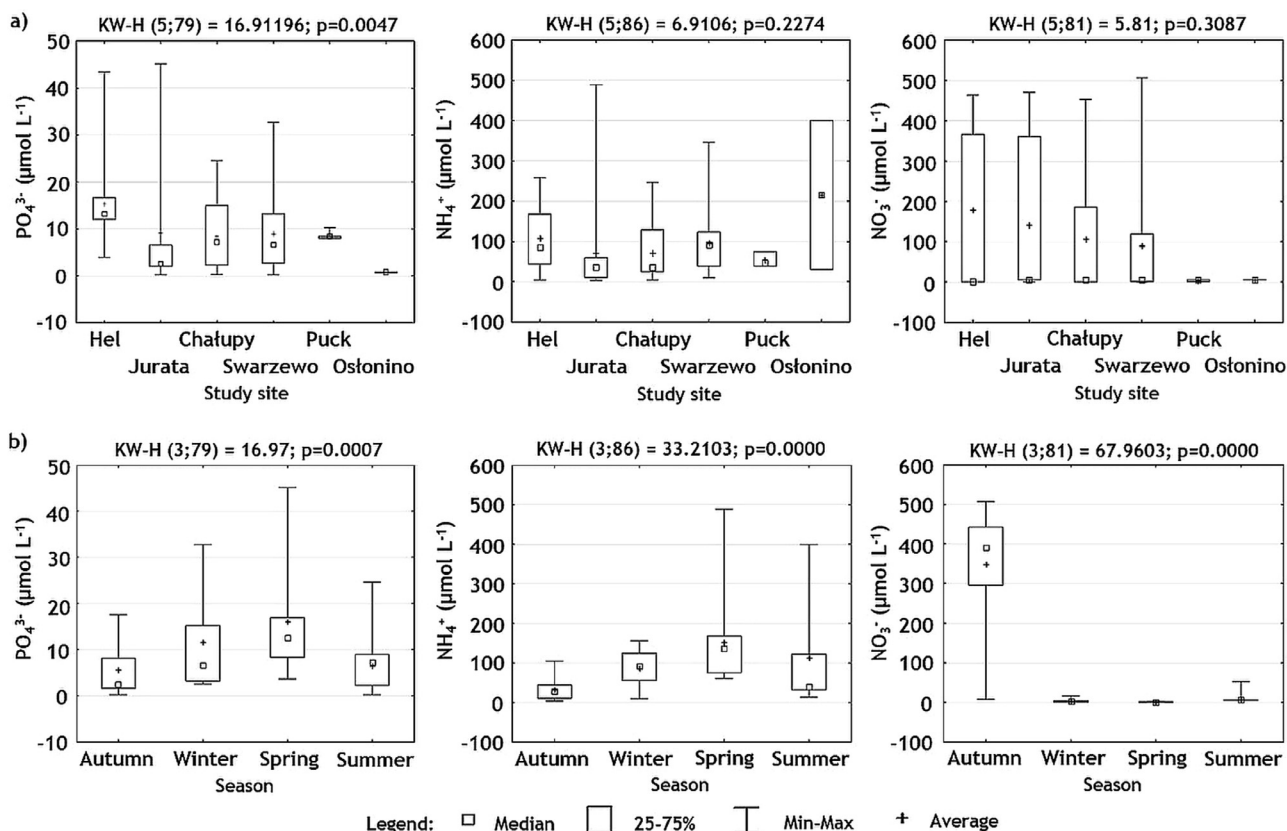 a)
KW-H (5;79) = 16.91196; p=0.0047
PO₄³⁻ (µmol L⁻¹)
50
40
30
20
10
0
-10
Hel
Chałupy
Puck
Jurata
Swarzewo
Osłonino
Study site
KW-H (5;86) = 6.9106; p=0.2274
NH₄⁺ (µmol L⁻¹)
600
500
400
300
200
100
0
-100
Hel
Chałupy
Puck
Jurata
Swarzewo
Osłonino
Study site
KW-H (5;81) = 5.81; p=0.3087
NO₃⁻ (µmol L⁻¹)
600
500
400
300
200
100
0
-100
Hel
Chałupy
Puck
Jurata
Swarzewo
Osłonino
Study site
b)
KW-H (3;79) = 16.97; p=0.0007
PO₄³⁻ (µmol L⁻¹)
50
40
30
20
10
0
-10
Autumn
Winter
Spring
Summer
Season
KW-H (3;86) = 33.2103; p=0.0000
NH₄⁺ (µmol L⁻¹)
600
500
400
300
200
100
0
-100
Autumn
Winter
Spring
Summer
Season
KW-H (3;81) = 67.9603; p=0.0000
NO₃⁻ (µmol L⁻¹)
600
500
400
300
200
100
0
-100
Autumn
Winter
Spring
Summer
Season
Legend: Median 25-75% Min-Max + Average